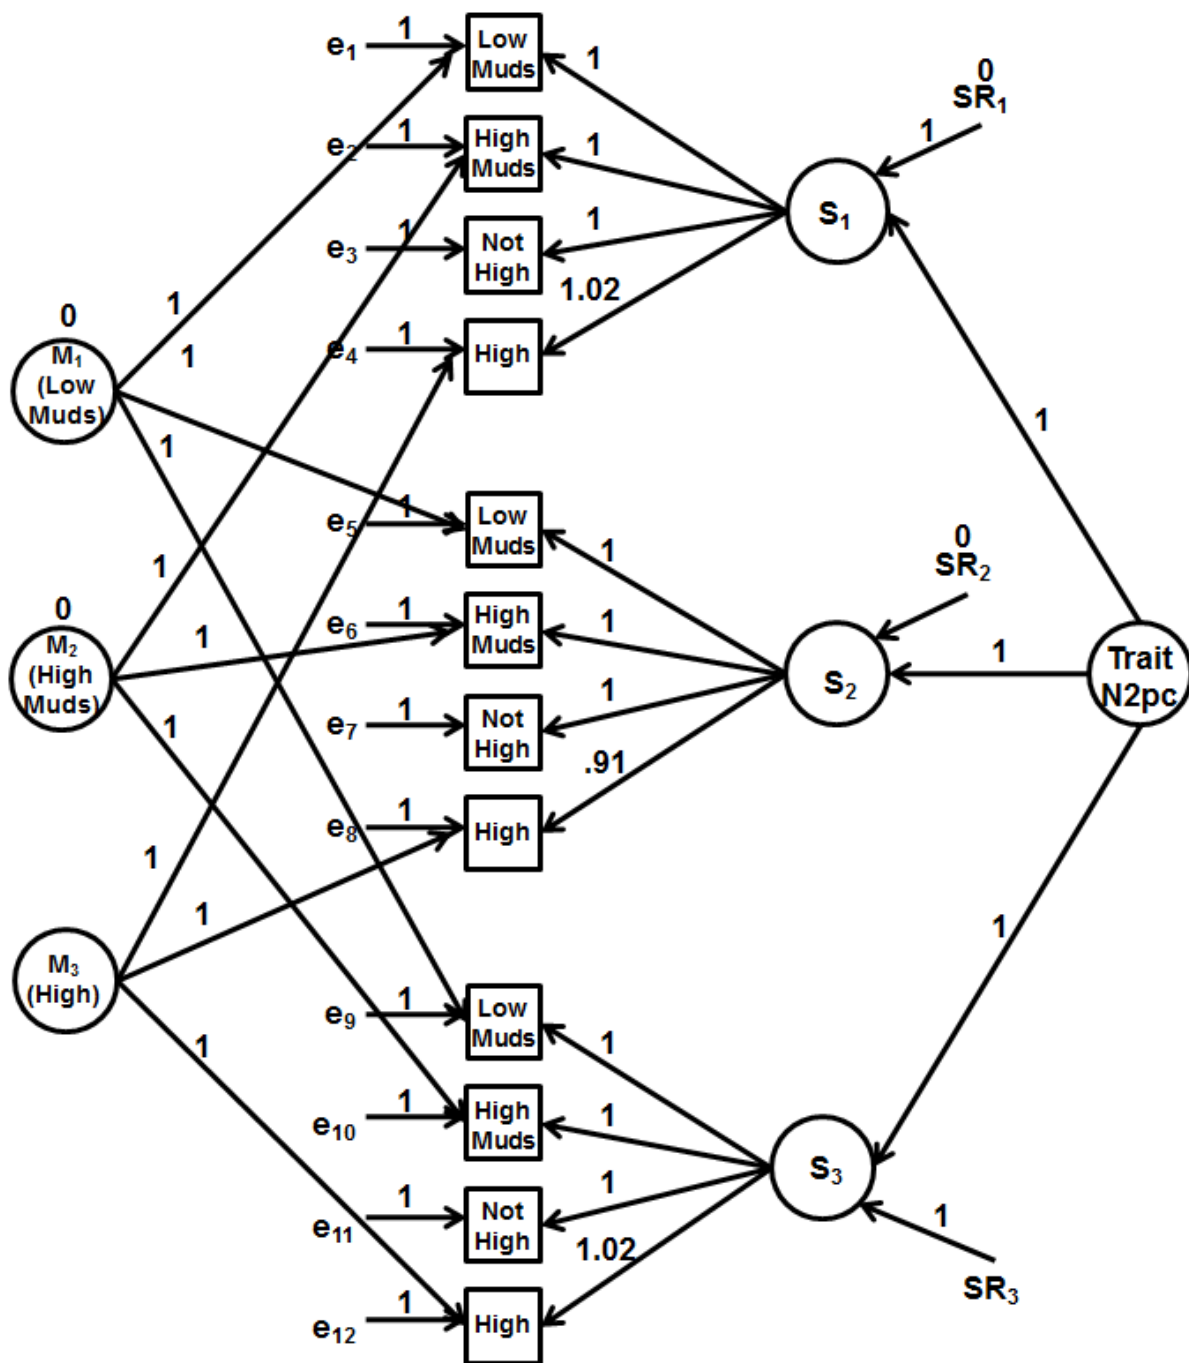 e1
1
Low
Muds
1
0
SR1
1
e2
1
High
Muds
1
S1
e3
1
Not
High
1
1.02
e4
1
High
0
M1
(Low
Muds)
1
1
1
1
e5
1
Low
Muds
1
0
SR2
0
M2
(High
Muds)
1
1
1
e6
1
High
Muds
1
S2
1
Trait
N2pc
e7
1
Not
High
1
.91
e8
1
High
M3
(High)
1
1
1
1
e9
1
Low
Muds
1
e10
1
High
Muds
1
S3
1
SR3
e11
1
Not
High
1
1.02
e12
1
High